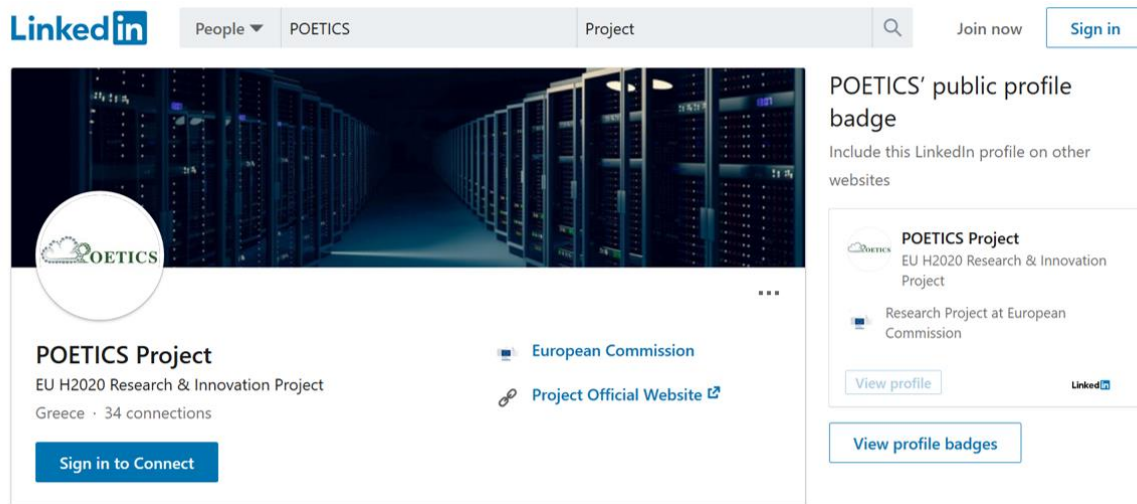 Linked in
People
POETICS
Project
Join now
Sign in
POETICS
POETICS Project
EU H2020 Research & Innovation Project
Greece · 34 connections
Sign in to Connect
European Commission
Project Official Website
POETICS’ public profile
badge
Include this LinkedIn profile on other
websites
POETICS
POETICS Project
EU H2020 Research & Innovation
Project
Research Project at European
Commission
View profile
Linked in
View profile badges